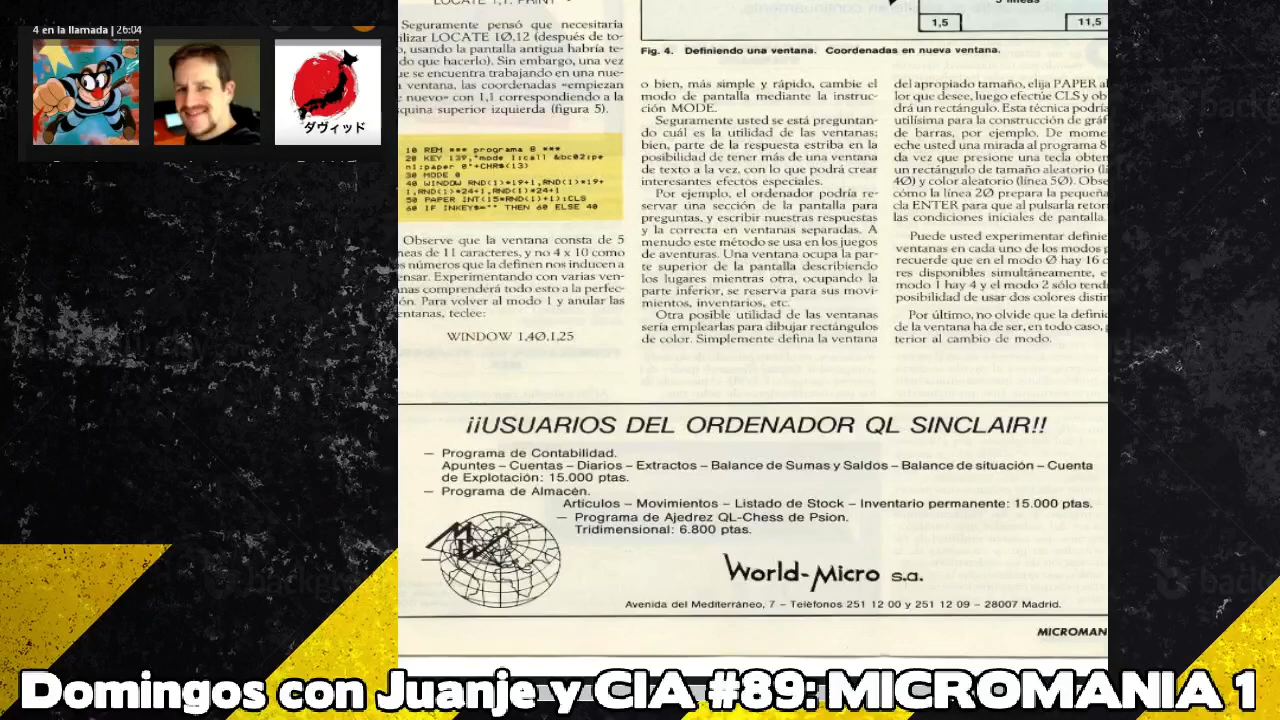 4 en la llamada | 26:04
ダヴィッド
LOCATE 1,1: PRINT
Seguramente pensó que necesitaría
ilizar LOCATE 1Ø,12 (después de to-
o, usando la pantalla antigua habría te-
do que hacerlo). Sin embargo, una vez
ue se encuentra trabajando en una nue-
a ventana, las coordenadas «empiezan
e nuevo» con 1,1 correspondiendo a la
squina superior izquierda (figura 5).
10 REM *** programa 8 ***
20 KEY 139,"mode 1:call &bc02:pe
n1:paper 0"+CHR$(13)
30 MODE 0
40 WINDOW RND(1)*19+1,RND(1)*19+
1,RND(1)*24+1,RND(1)*24+1
50 PAPER INT(15*RND(1)+1):CLS
60 IF INKEY$="" THEN 60 ELSE 40
Observe que la ventana consta de 5
neas de 11 caracteres, y no 4 x 10 como
s números que la definen nos inducen a
ensar. Experimentando con varias ven-
nas comprenderá todo esto a la perfec-
ón. Para volver al modo 1 y anular las
entanas, teclee:
WINDOW 1,4Ø,1,25
1,5
11,5
Fig. 4. Definiendo una ventana. Coordenadas en nueva ventana.
o bien, más simple y rápido, cambie el
modo de pantalla mediante la instruc-
ción MODE.
Seguramente usted se está preguntan-
do cuál es la utilidad de las ventanas;
bien, parte de la respuesta estriba en la
posibilidad de tener más de una ventana
de texto a la vez, con lo que podrá crear
interesantes efectos especiales.
Por ejemplo, el ordenador podría re-
servar una sección de la pantalla para
preguntas, y escribir nuestras respuestas
y la correcta en ventanas separadas. A
menudo este método se usa en los juegos
de aventuras. Una ventana ocupa la par-
te superior de la pantalla describiendo
los lugares mientras otra, ocupando la
parte inferior, se reserva para sus movi-
mientos, inventarios, etc.
Otra posible utilidad de las ventanas
sería emplearlas para dibujar rectángulos
de color. Simplemente defina la ventana
del apropiado tamaño, elija PAPER al
lor que desee, luego efectúe CLS y ob
drá un rectángulo. Esta técnica podría
utilísima para la construcción de gráf
de barras, por ejemplo. De mome
eche usted una mirada al programa 8
da vez que presione una tecla obten
un rectángulo de tamaño aleatorio (lí
4Ø) y color aleatorio (línea 5Ø). Obse
cómo la línea 2Ø prepara la pequeña
cla ENTER para que al pulsarla retor
las condiciones iniciales de pantalla.
Puede usted experimentar definie
ventanas en cada uno de los modos p
recuerde que en el modo Ø hay 16 c
res disponibles simultáneamente, e
modo 1 hay 4 y el modo 2 sólo tend
posibilidad de usar dos colores distin
Por último, no olvide que la defini
de la ventana ha de ser, en todo caso, p
terior al cambio de modo.
¡¡USUARIOS DEL ORDENADOR QL SINCLAIR!!
— Programa de Contabilidad.
Apuntes – Cuentas – Diarios – Extractos – Balance de Sumas y Saldos – Balance de situación – Cuenta
de Explotación: 15.000 ptas.
— Programa de Almacén.
Artículos – Movimientos – Listado de Stock – Inventario permanente: 15.000 ptas.
— Programa de Ajedrez QL-Chess de Psion.
Tridimensional: 6.800 ptas.
World-Micro s.a.
Avenida del Mediterráneo, 7 – Teléfonos 251 12 00 y 251 12 09 – 28007 Madrid.
MICROMAN
Domingos con Juanje y CIA #89: MICROMANIA 1